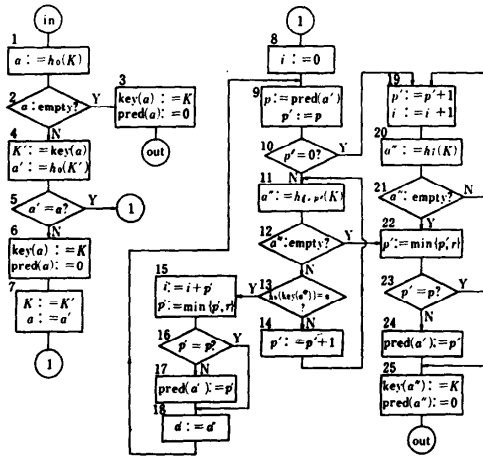 in
1
a:=h₀(K)
2
a:empty?
Y
N
3
key(a):=K
pred(a):=0
out
4
K':=key(a)
a':=h₀(K')
5
a'=a?
Y
1
N
6
key(a):=K
pred(a):=0
7
K:=K'
a:=a'
1
1
8
i:=0
9
p:=pred(a')
p':=p
10
p'=0?
Y
N
11
12
a":empty?
Y
N
13
h₀(key(a"))=a
?
Y
N
14
p':=p'+1
15
i:=i+p'
p':=min{p',r}
16
p'=p?
Y
N
17
pred(a'):=p'
18
a':=a"
19
p':=p'+1
i:=i+1
20
a":=hi(K)
21
a":empty?
N
Y
22
p':=min{p',r}
23
p'=p?
Y
N
24
pred(a'):=p'
25
key(a"):=K
pred(a"):=0
out